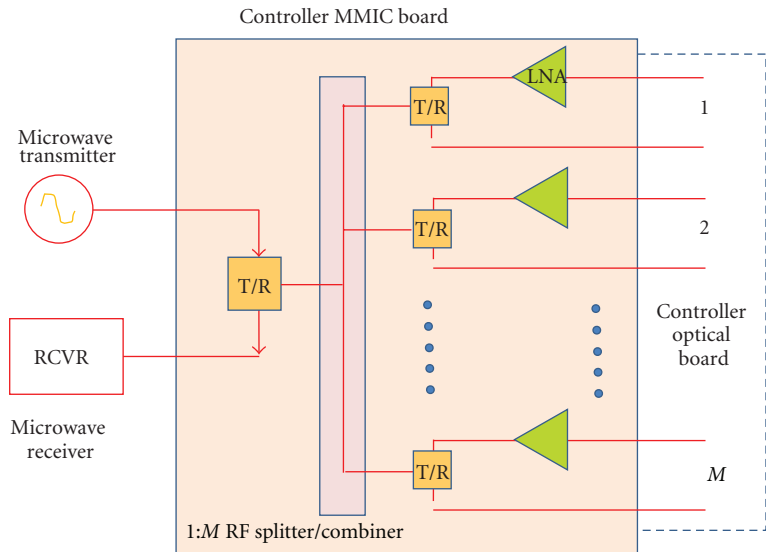 Controller MMIC board
LNA
T/R
1
Microwave
transmitter
T/R
2
T/R
Controller
optical
board
RCVR
Microwave
receiver
T/R
M
1:M RF splitter/combiner